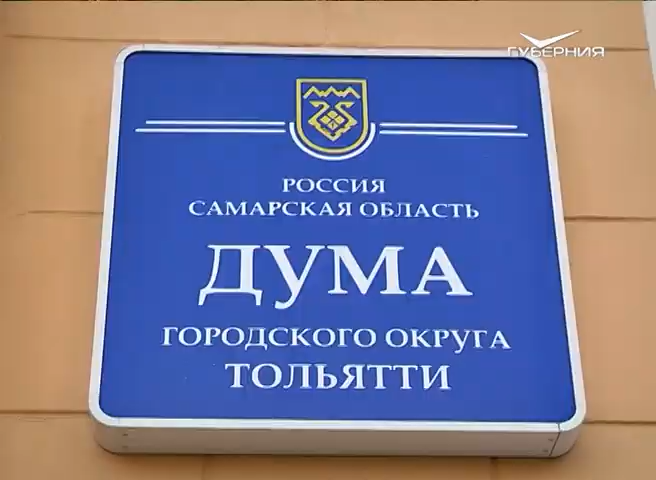 ГУБЕРНИЯ
РОССИЯ
САМАРСКАЯ ОБЛАСТЬ
ДУМА
ГОРОДСКОГО ОКРУГА
ТОЛЬЯТТИ